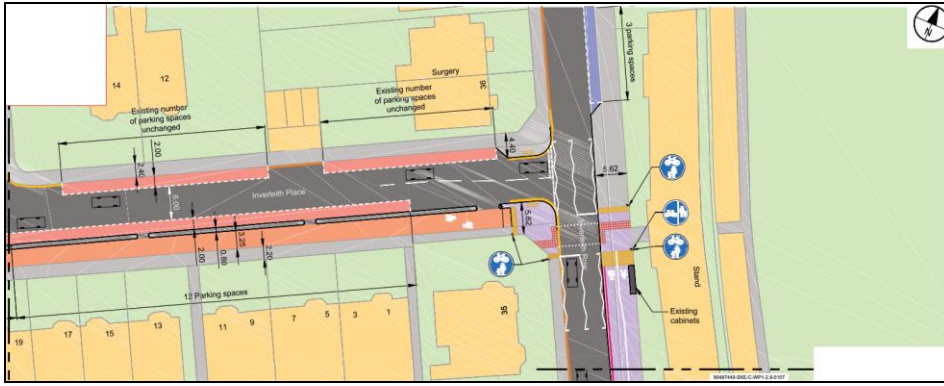 14
12
Existing number
of parking spaces
unchanged
Surgery
36
Existing number
of parking spaces
unchanged
3 parking spaces
N
2.00
2.40
6.00
4.40
5.62
Inverleith Place
5.62
2.00
0.80
3.25
2.20
12 Parking spaces
19
17
15
13
11
9
7
5
3
1
35
Stand
Existing
cabinets